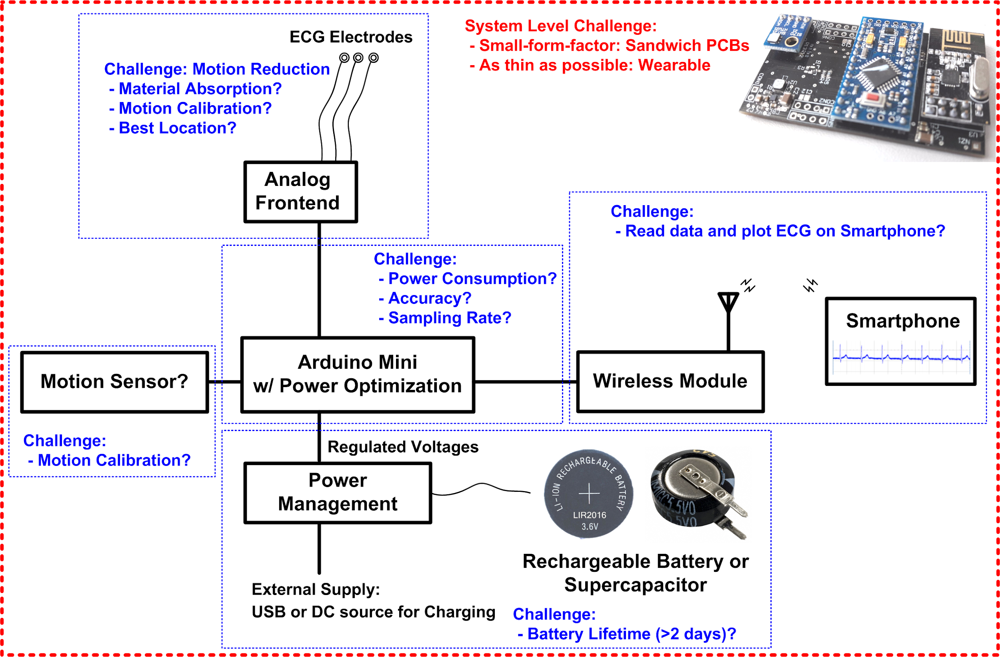 System Level Challenge:
- Small-form-factor: Sandwich PCBs
- As thin as possible: Wearable
ECG Electrodes
Challenge: Motion Reduction
- Material Absorption?
- Motion Calibration?
- Best Location?
Analog
Frontend
Challenge:
- Read data and plot ECG on Smartphone?
Challenge:
- Power Consumption?
- Accuracy?
- Sampling Rate?
Smartphone
Motion Sensor?
Arduino Mini
w/ Power Optimization
Wireless Module
Challenge:
- Motion Calibration?
Regulated Voltages
Power
Management
LI-ION RECHARGEABLE BATTERY
LIR2016
3.6V
5.5V
Rechargeable Battery or
Supercapacitor
External Supply:
USB or DC source for Charging
Challenge:
- Battery Lifetime (>2 days)?